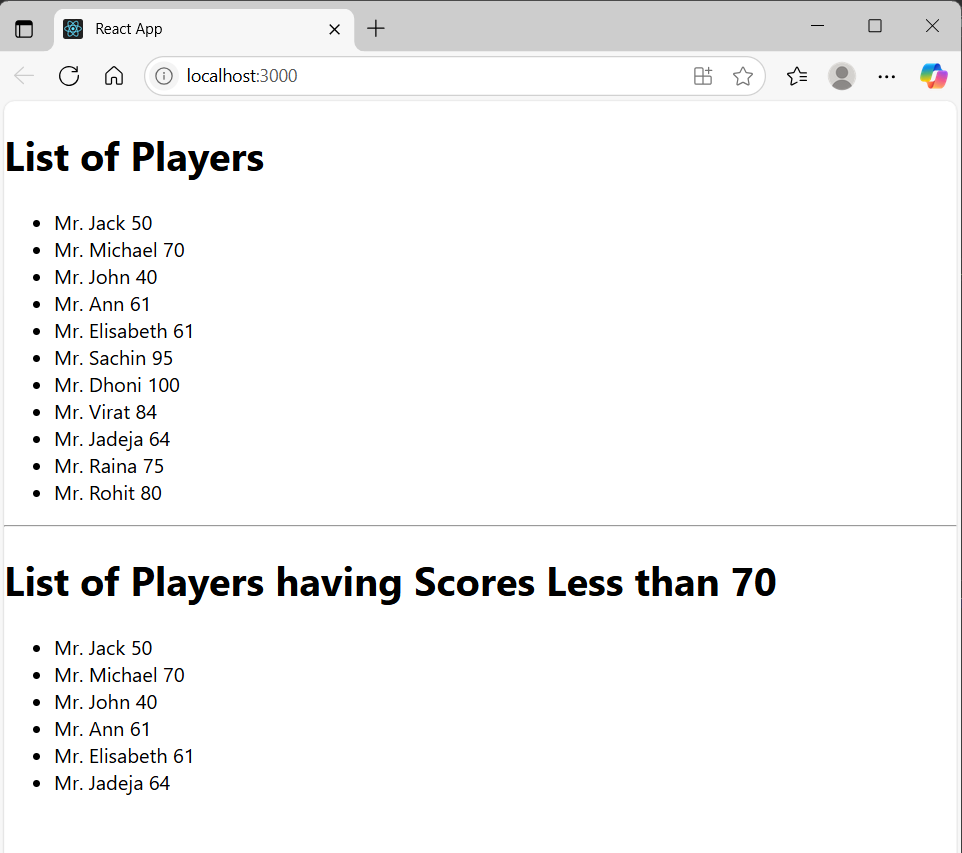 React App
localhost:3000
List of Players
Mr. Jack 50
Mr. Michael 70
Mr. John 40
Mr. Ann 61
Mr. Elisabeth 61
Mr. Sachin 95
Mr. Dhoni 100
Mr. Virat 84
Mr. Jadeja 64
Mr. Raina 75
Mr. Rohit 80
List of Players having Scores Less than 70
Mr. Jack 50
Mr. Michael 70
Mr. John 40
Mr. Ann 61
Mr. Elisabeth 61
Mr. Jadeja 64